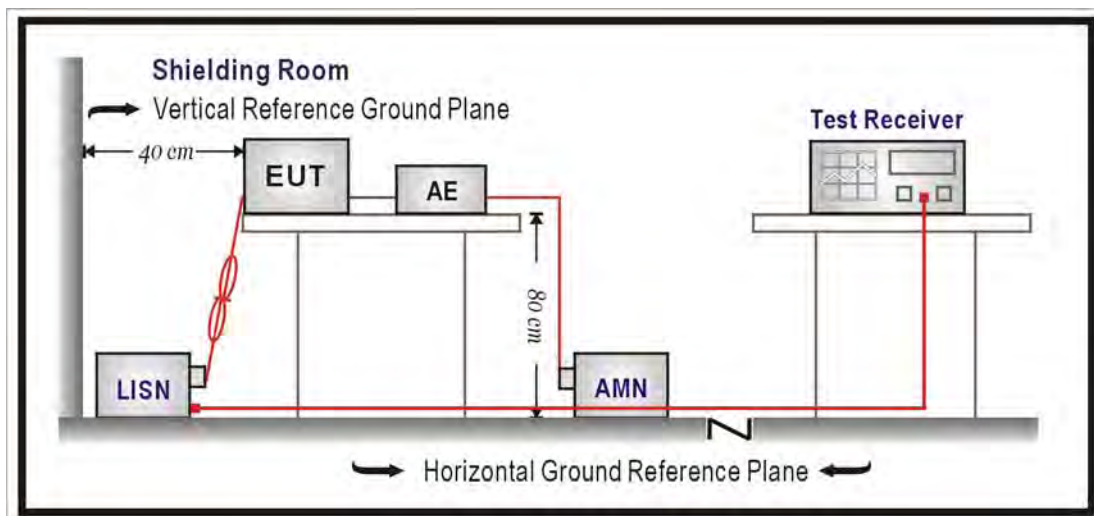 Shielding Room
Vertical Reference Ground Plane
Test Receiver
40 cm
EUT
AE
80 cm
LISN
AMN
Horizontal Ground Reference Plane